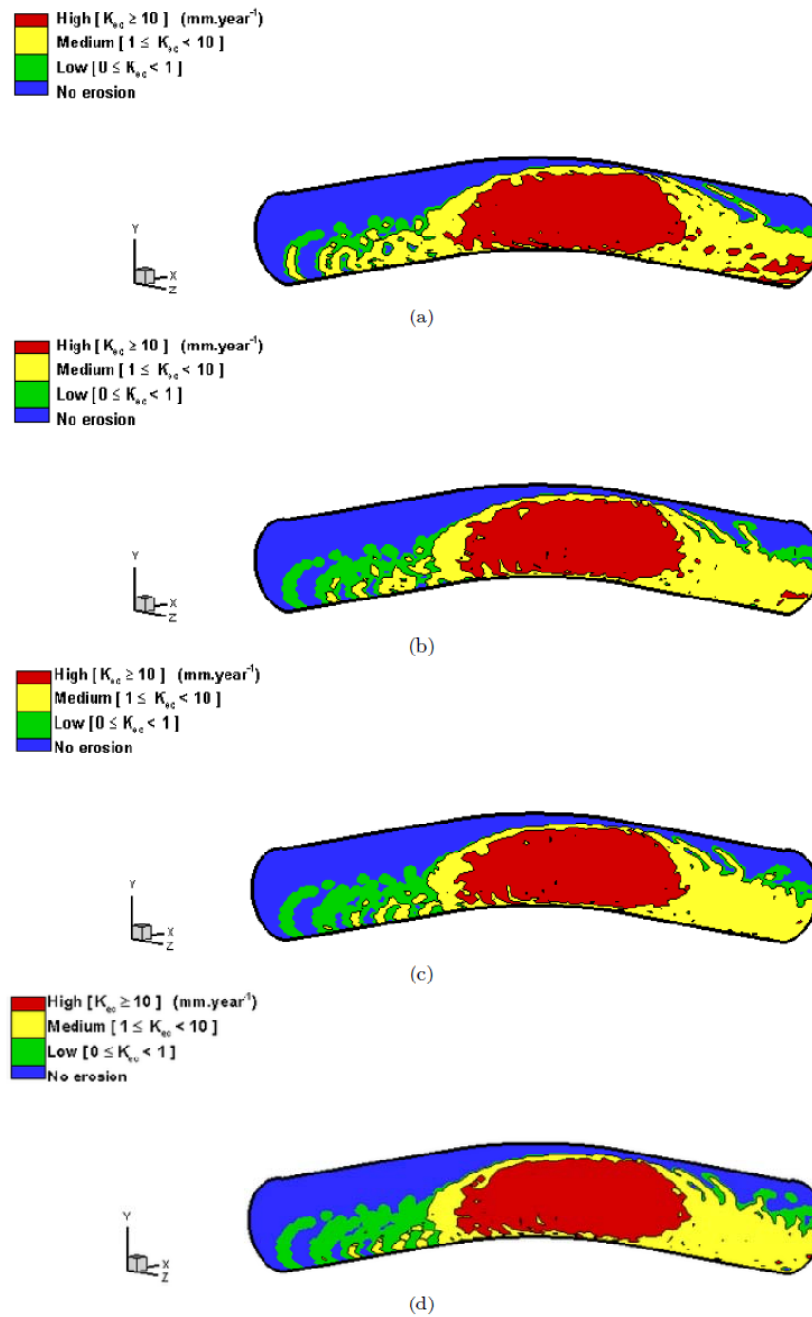 High [ K_ec ≥ 10 ] (mm.year⁻¹)
Medium [ 1 ≤ K_ec < 10 ]
Low [ 0 ≤ K_ec < 1 ]
No erosion
Y
X
Z
(a)
High [ K_ec ≥ 10 ] (mm.year⁻¹)
Medium [ 1 ≤ K_ec < 10 ]
Low [0 ≤ K_ec < 1 ]
No erosion
Y
X
Z
(b)
High [ K_ec ≥ 10 ] (mm.year⁻¹)
Medium [ 1 ≤ K_ec < 10 ]
Low [0 ≤ K_ec < 1 ]
No erosion
Y
X
Z
(c)
High [ K_ec ≥ 10 ] (mm.year⁻¹)
Medium [ 1 ≤ K_ec < 10 ]
Low [0 ≤ K_ec < 1 ]
No erosion
Y
X
Z
(d)